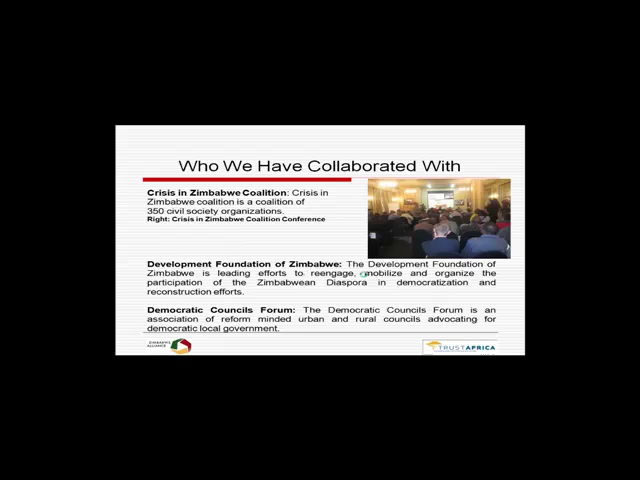 Who We Have Collaborated With
Crisis in Zimbabwe Coalition: Crisis in
Zimbabwe coalition is a coalition of
350 civil society organizations.
Right: Crisis in Zimbabwe Coalition Conference
Development Foundation of Zimbabwe: The Development Foundation of
Zimbabwe is leading efforts to reengage, mobilize and organize the
participation of the Zimbabwean Diaspora in democratization and
reconstruction efforts.
Democratic Councils Forum: The Democratic Councils Forum is an
association of reform minded urban and rural councils advocating for
democratic local government.
ZIMBABWE
ALLIANCE
TRUSTAFRICA